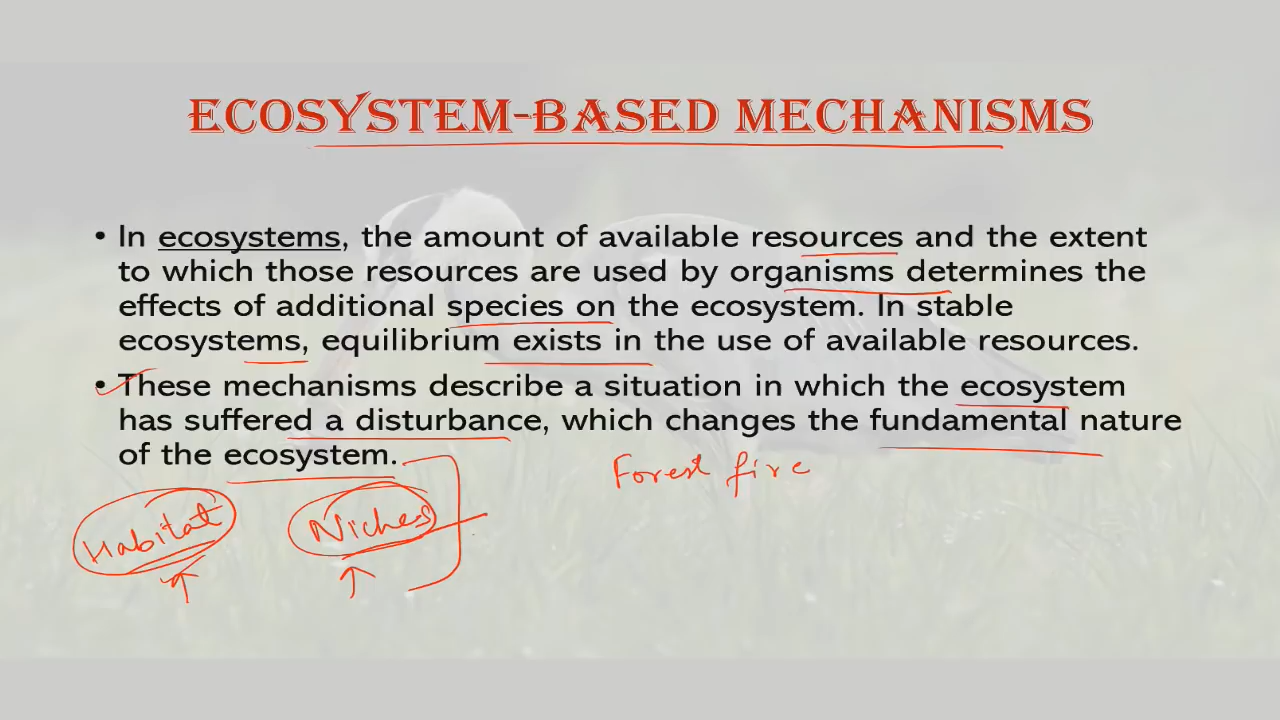 ECOSYSTEM-BASED MECHANISMS
• In ecosystems, the amount of available resources and the extent
to which those resources are used by organisms determines the
effects of additional species on the ecosystem. In stable
ecosystems, equilibrium exists in the use of available resources.
• These mechanisms describe a situation in which the ecosystem
has suffered a disturbance, which changes the fundamental nature
of the ecosystem.
Forest fire
Habitat Niches